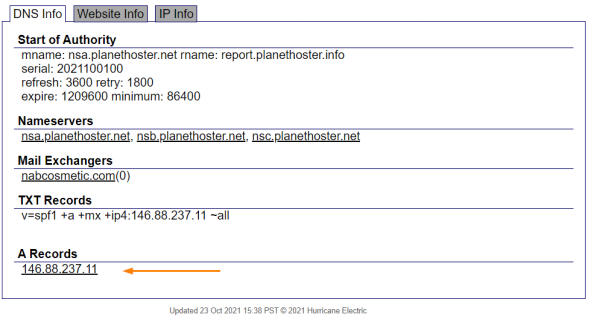 DNS Info Website Info IP Info
Start of Authority
mname: nsa.planethoster.net rname: report.planethoster.info
serial: 2021100100
refresh: 3600 retry: 1800
expire: 1209600 minimum: 86400
Nameservers
nsa.planethoster.net, nsb.planethoster.net, nsc.planethoster.net
Mail Exchangers
nabcosmetic.com(0)
TXT Records
v=spf1 +a +mx +ip4:146.88.237.11 ~all
A Records
146.88.237.11
Updated 23 Oct 2021 15:38 PST © 2021 Hurricane Electric